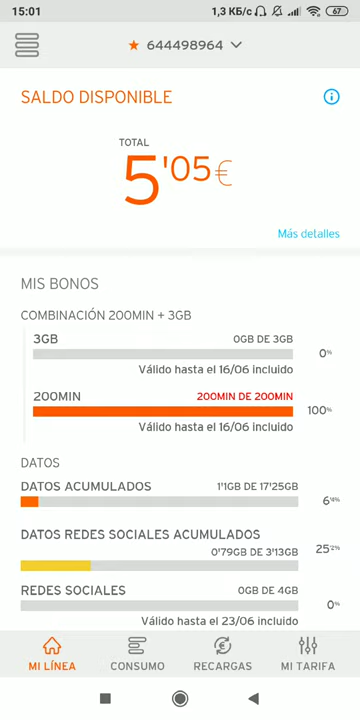 15:01 1,3 КБ/с 67
★ 644498964
SALDO DISPONIBLE
TOTAL
5'05€
Más detalles
MIS BONOS
COMBINACIÓN 200MIN + 3GB
3GB 0GB DE 3GB
0%
Válido hasta el 16/06 incluido
200MIN 200MIN DE 200MIN
100%
Válido hasta el 16/06 incluido
DATOS
DATOS ACUMULADOS 1'1GB DE 17'25GB
DATOS REDES SOCIALES ACUMULADOS
0'79GB DE 3'13GB
REDES SOCIALES 0GB DE 4GB
0%
Válido hasta el 23/06 incluido
MI LÍNEA CONSUMO RECARGAS MI TARIFA